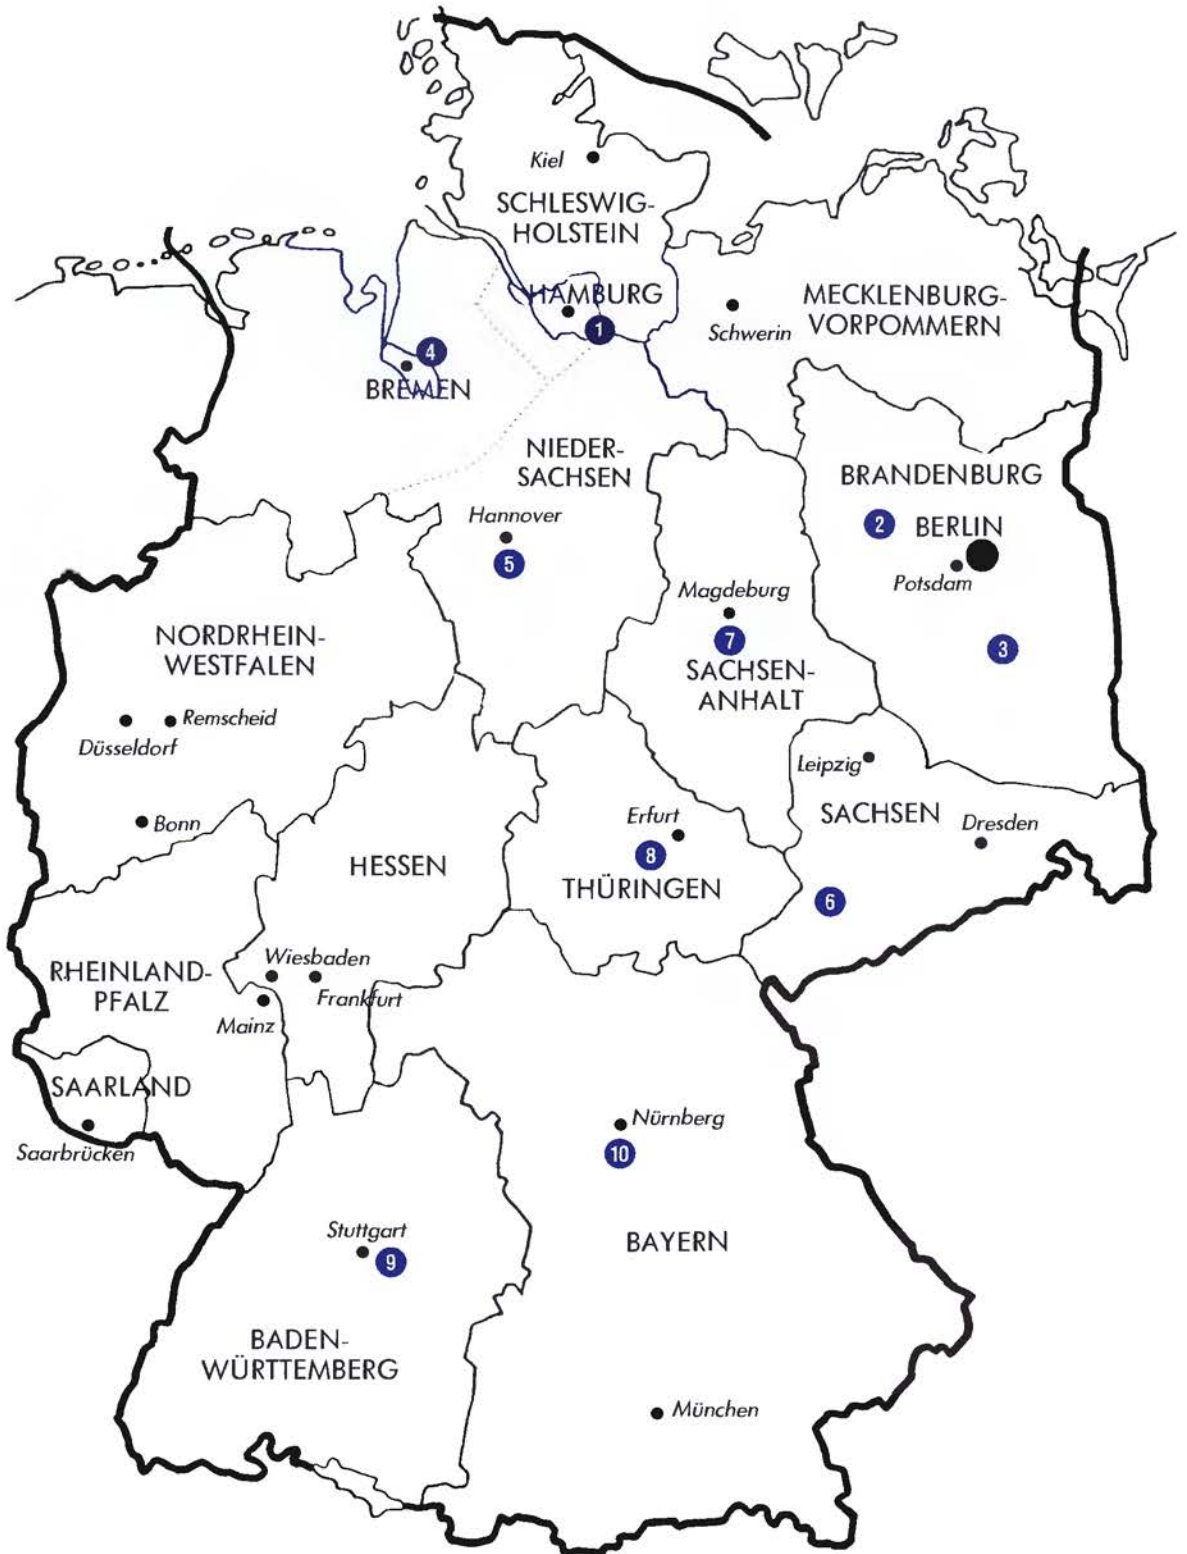 Kiel
SCHLESWIG-
HOLSTEIN
HAMBURG
1
MECKLENBURG-
VORPOMMERN
Schwerin
4
BREMEN
NIEDER-
SACHSEN
BRANDENBURG
Hannover
5
2
BERLIN
Potsdam
Magdeburg
7
SACHSEN-
ANHALT
3
NORDRHEIN-
WESTFALEN
Remscheid
Düsseldorf
Leipzig
Bonn
SACHSEN
Dresden
Erfurt
8
THÜRINGEN
HESSEN
6
Wiesbaden
Frankfurt
RHEINLAND-
PFALZ
Mainz
SAARLAND
Saarbrücken
Nürnberg
10
Stuttgart
9
BAYERN
BADEN-
WÜRTTEMBERG
München